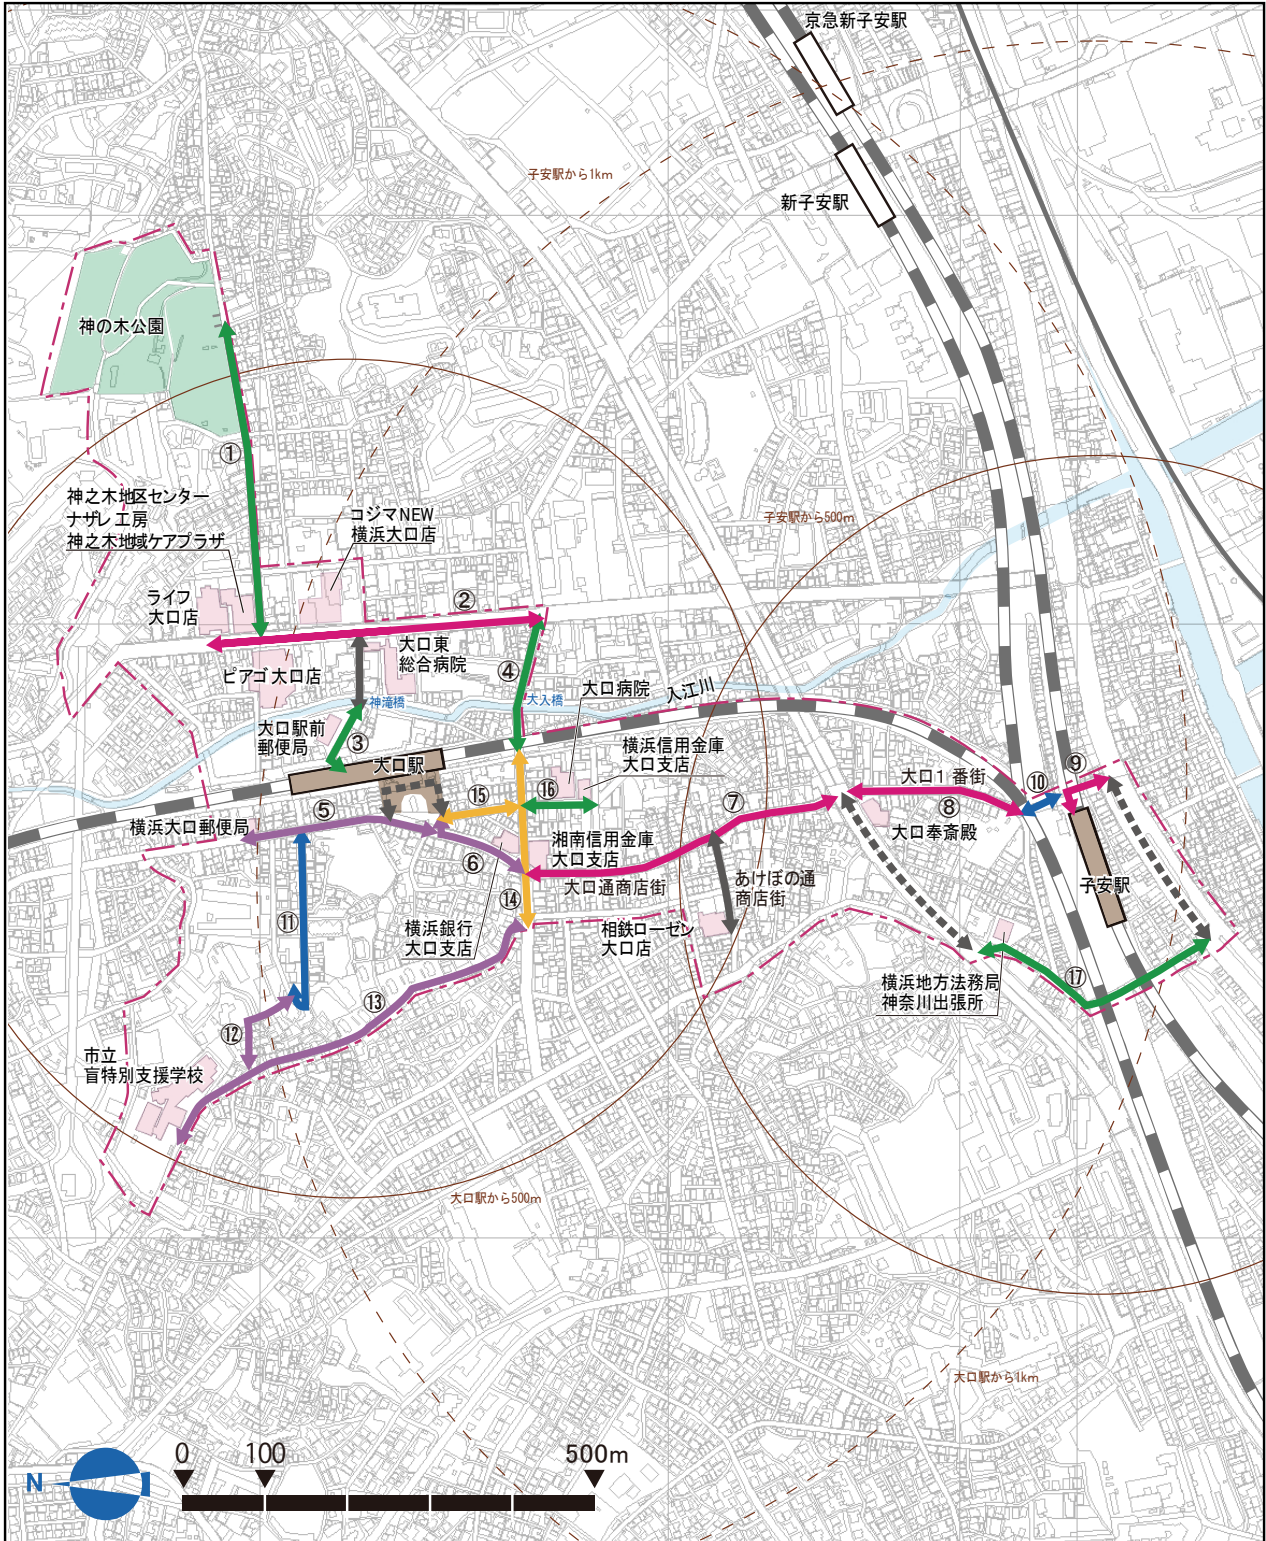 京急新子安駅
子安駅から1km
新子安駅
神の木公園
①
神之木地区センター
ナザレ工房
神之木地域ケアプラザ
コジマNEW
横浜大口店
子安駅から500m
ライフ
大口店
②
大口東
総合病院
ピアゴ大口店
④
大口病院
入江川
神滝橋
大入橋
大口駅前
郵便局
③
横浜信用金庫
大口支店
大口駅
⑨
大口1番街
⑩
⑯
⑮
⑦
⑤
⑧
横浜大口郵便局
大口奉斎殿
湘南信用金庫
大口支店
⑥
大口通商店街
あけぼの通
商店街
子安駅
⑭
⑪
横浜銀行
大口支店
相鉄ローゼン
大口店
横浜地方法務局
神奈川出張所
⑰
⑬
⑫
市立
盲特別支援学校
大口駅から500m
大口駅から1km
0
100
500m
N